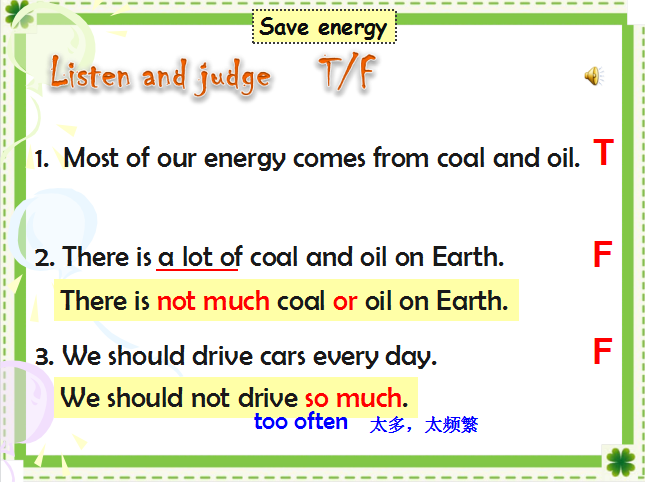 Save energy
Listen and judge T/F
1. Most of our energy comes from coal and oil. T
2. There is a lot of coal and oil on Earth. F
There is not much coal or oil on Earth.
3. We should drive cars every day. F
We should not drive so much.
too often 太多，太频繁